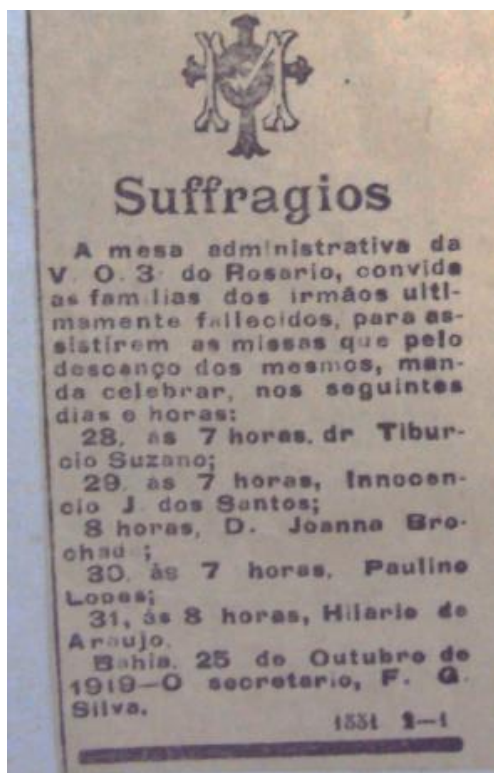 Suffragios
A mesa administrativa da
V. O. 3. do Rosario, convida
as familias dos irmãos ulti-
mamente fallecidos, para as-
sistirem as missas que pelo
descanço dos mesmos, man-
da celebrar, nos seguintes
dias e horas:
28, ás 7 horas, dr Tibur-
cio Suzano;
29, ás 7 horas, Innocen-
cio J. dos Santos;
8 horas, D. Joanna Bro-
chado;
30, ás 7 horas, Paulino
Lopes;
31, ás 8 horas, Hilario de
Araujo.
Bahia, 25 de Outubro de
1919—O secretario, F. G.
Silva.
1331 2—1